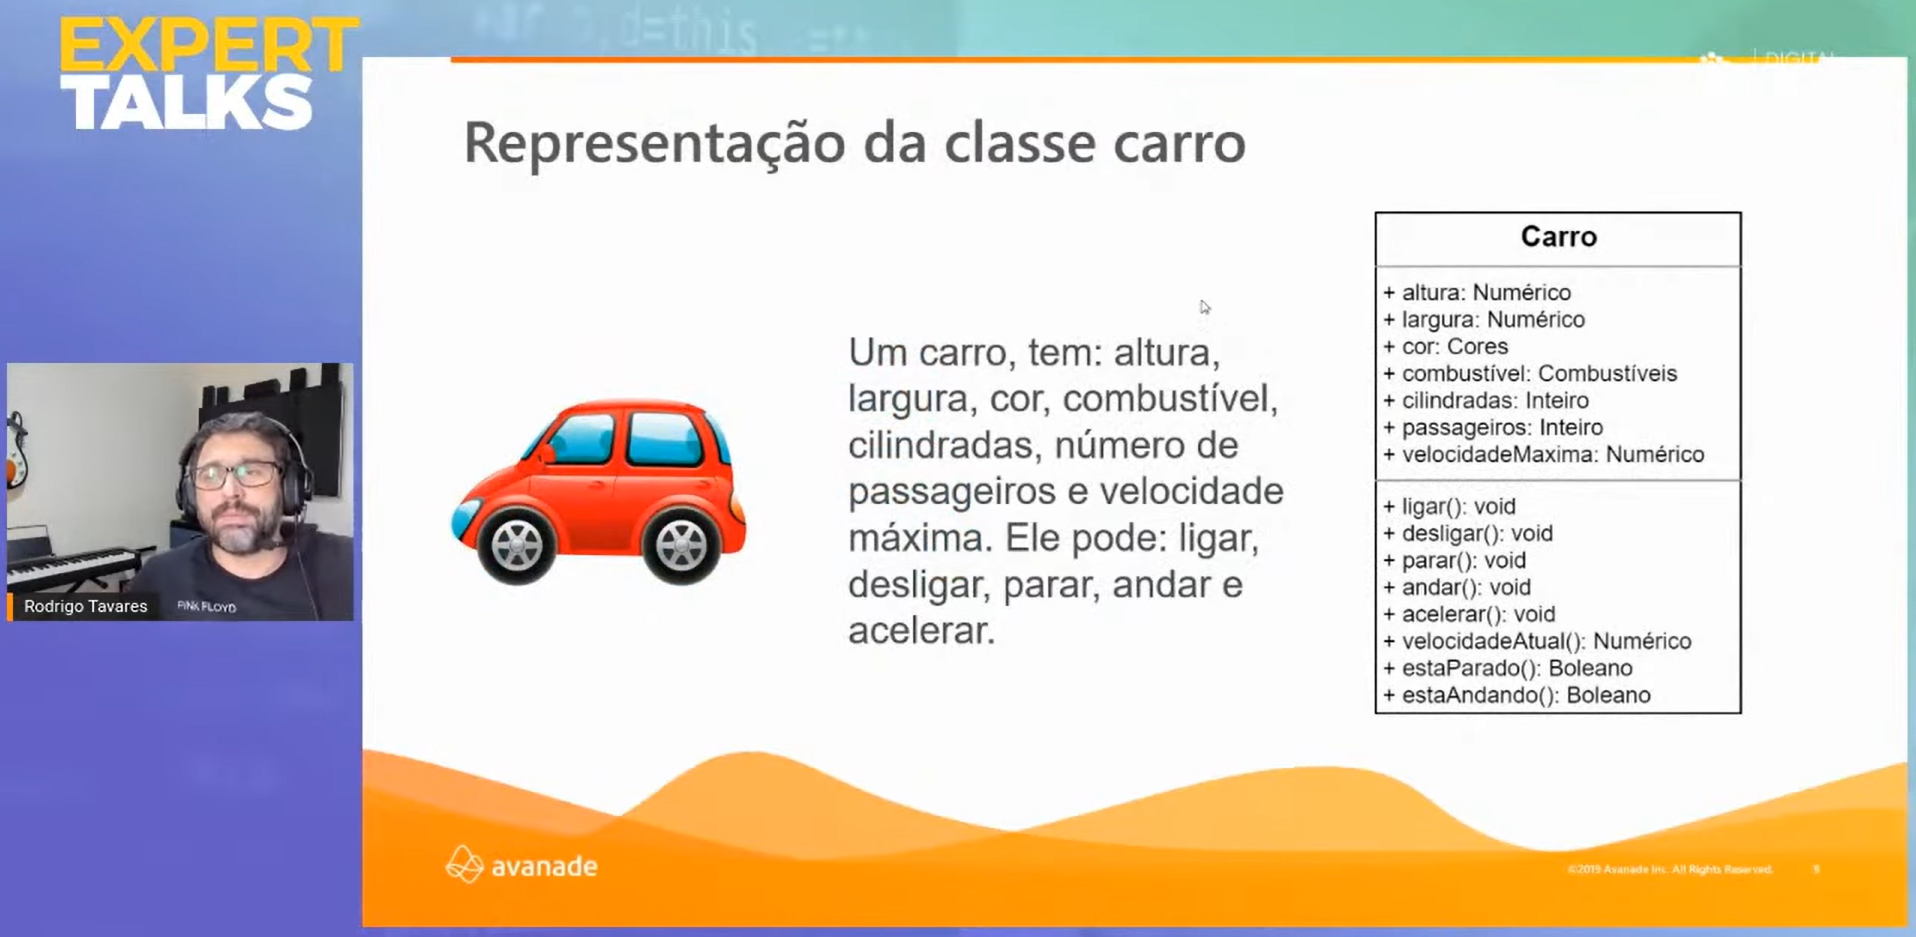 EXPERT
TALKS
DIGITAL
Representação da classe carro
Um carro, tem: altura,
largura, cor, combustível,
cilindradas, número de
passageiros e velocidade
máxima. Ele pode: ligar,
desligar, parar, andar e
acelerar.
Carro
+ altura: Numérico
+ largura: Numérico
+ cor: Cores
+ combustível: Combustíveis
+ cilindradas: Inteiro
+ passageiros: Inteiro
+ velocidadeMaxima: Numérico
+ ligar(): void
+ desligar(): void
+ parar(): void
+ andar(): void
+ acelerar(): void
+ velocidadeAtual(): Numérico
+ estaParado(): Boleano
+ estaAndando(): Boleano
Rodrigo Tavares
PINK FLOYD
avanade
©2019 Avanade Inc. All Rights Reserved.
9